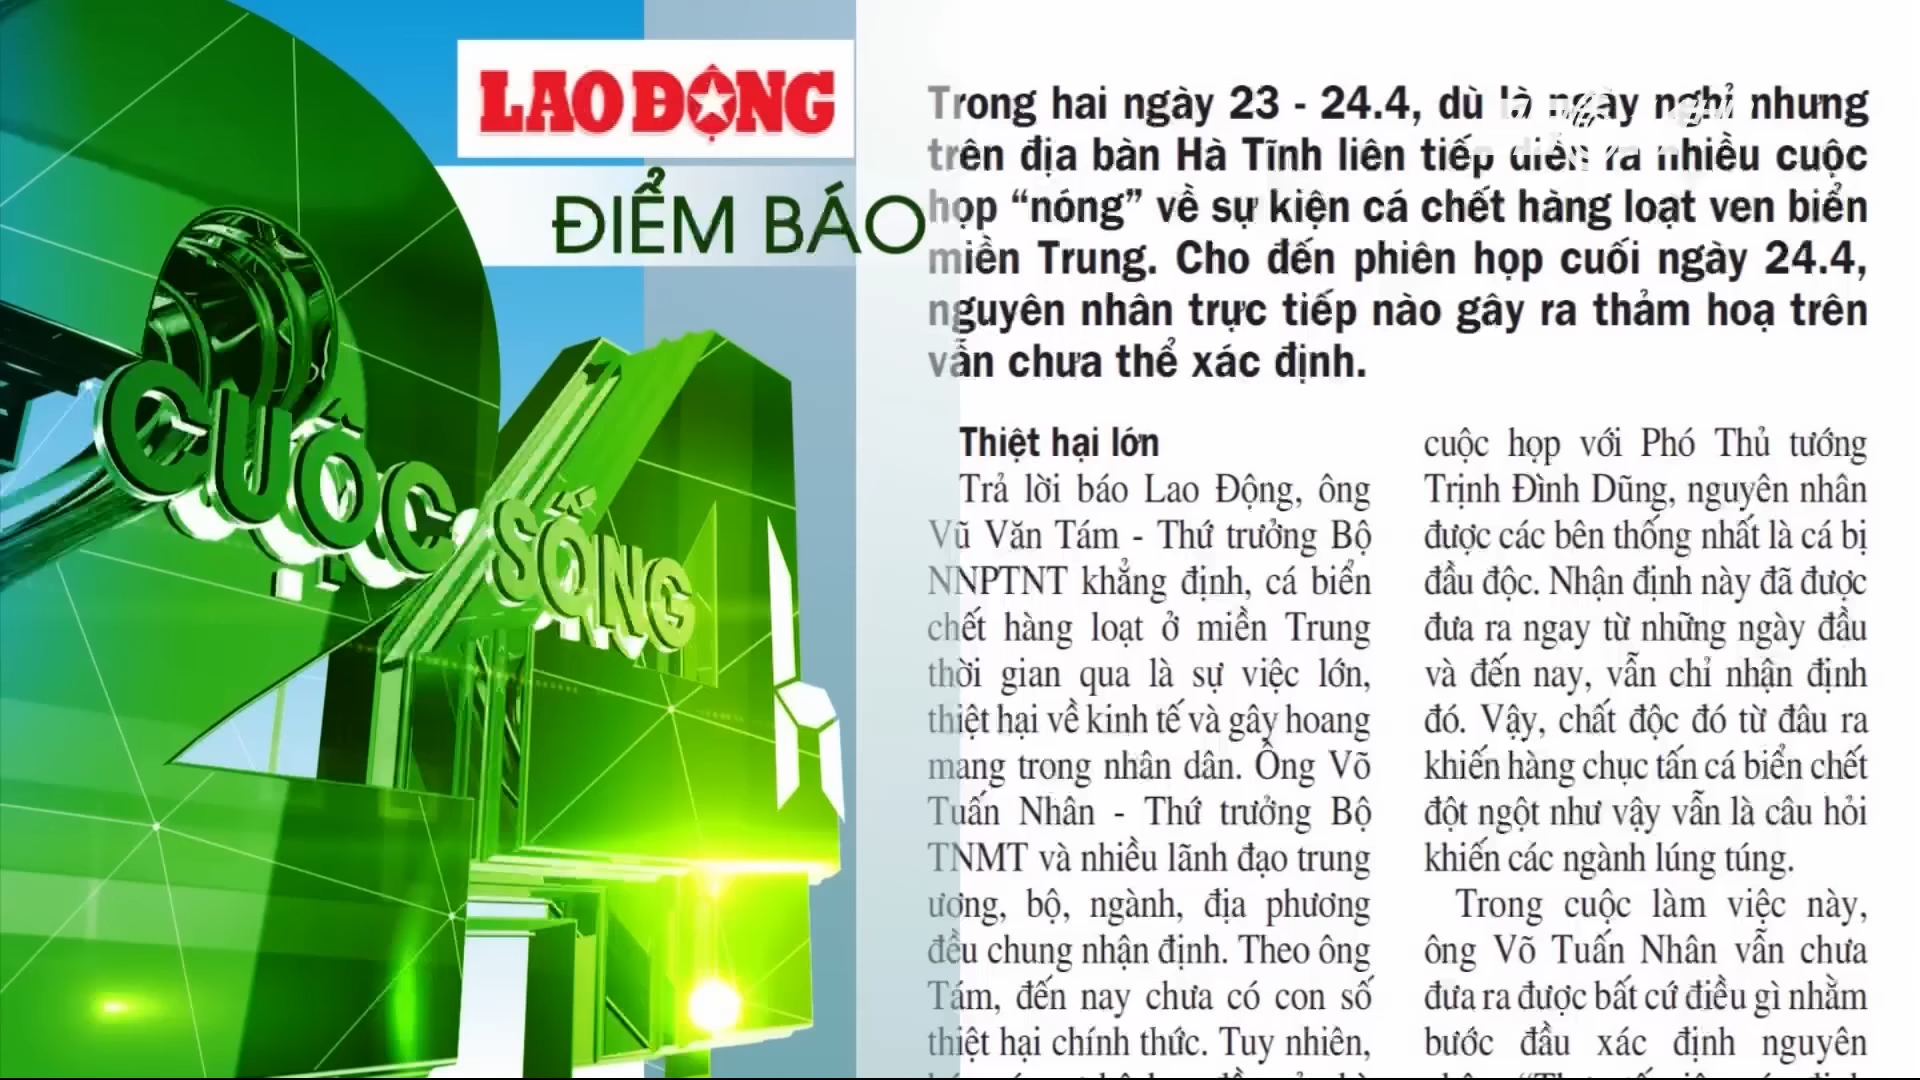 LAO ĐỘNG
ĐIỂM BÁO
CUỘC SỐNG
24h
Trong hai ngày 23 - 24.4, dù là ngày nghỉ nhưng
trên địa bàn Hà Tĩnh liên tiếp diễn ra nhiều cuộc
họp “nóng” về sự kiện cá chết hàng loạt ven biển
miền Trung. Cho đến phiên họp cuối ngày 24.4,
nguyên nhân trực tiếp nào gây ra thảm hoạ trên
vẫn chưa thể xác định.
Thiệt hại lớn
Trả lời báo Lao Động, ông
Vũ Văn Tám - Thứ trưởng Bộ
NNPTNT khẳng định, cá biển
chết hàng loạt ở miền Trung
thời gian qua là sự việc lớn,
thiệt hại về kinh tế và gây hoang
mang trong nhân dân. Ông Võ
Tuấn Nhân - Thứ trưởng Bộ
TNMT và nhiều lãnh đạo trung
ương, bộ, ngành, địa phương
đều chung nhận định. Theo ông
Tám, đến nay chưa có con số
thiệt hại chính thức. Tuy nhiên,
cuộc họp với Phó Thủ tướng
Trịnh Đình Dũng, nguyên nhân
được các bên thống nhất là cá bị
đầu độc. Nhận định này đã được
đưa ra ngay từ những ngày đầu
và đến nay, vẫn chỉ nhận định
đó. Vậy, chất độc đó từ đâu ra
khiến hàng chục tấn cá biển chết
đột ngột như vậy vẫn là câu hỏi
khiến các ngành lúng túng.
Trong cuộc làm việc này,
ông Võ Tuấn Nhân vẫn chưa
đưa ra được bất cứ điều gì nhằm
bước đầu xác định nguyên